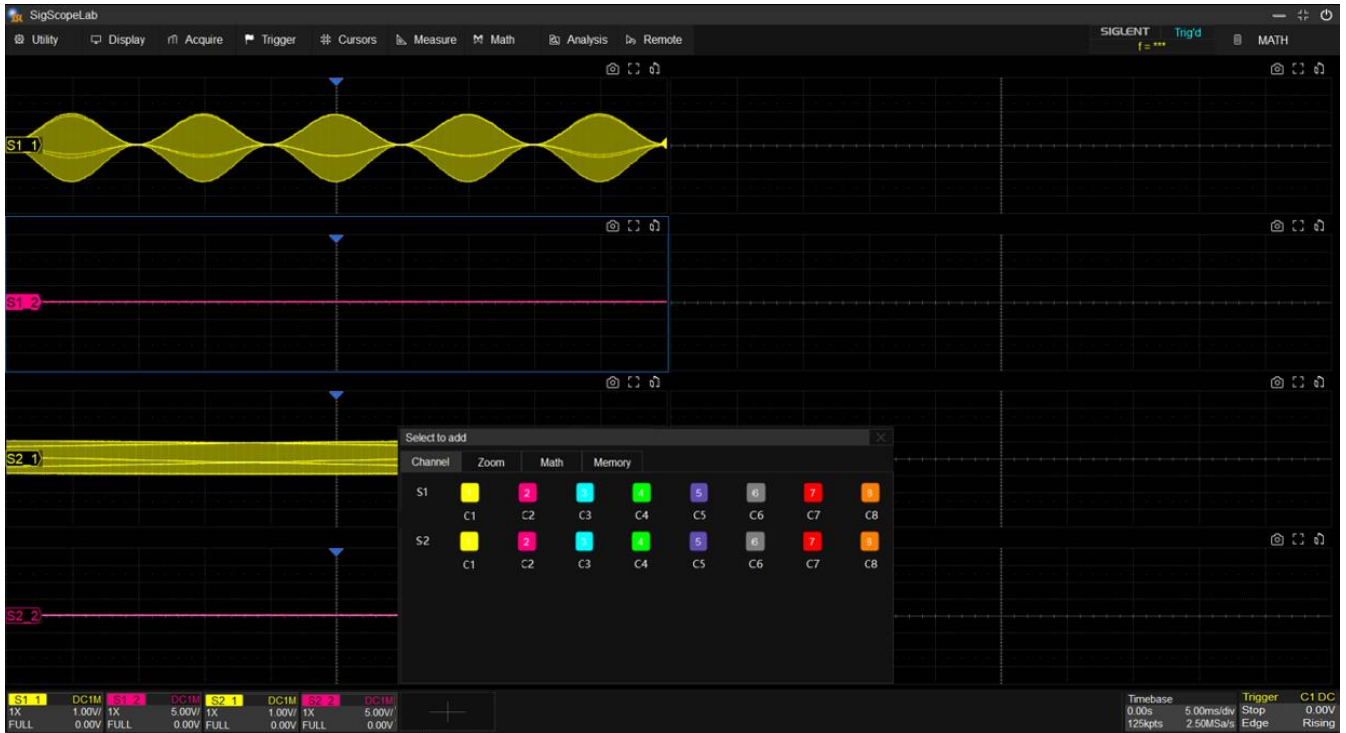 SigScopeLab
Utility Display Acquire Trigger Cursors Measure Math Analysis Remote SIGLENT Trig'd MATH
f = ***
S1_1
S1_2
S2_1
S2_2
Select to add
Channel Zoom Math Memory
S1 1 2 3 4 5 6 7 8
C1 C2 C3 C4 C5 C6 C7 C8
S2 1 2 3 4 5 6 7 8
C1 C2 C3 C4 C5 C6 C7 C8
S1_1 DC1M S1_2 DC1M S2_1 DC1M S2_2 DC1M Timebase Trigger C1 DC
1X 1.00V/ 1X 5.00V/ 1X 1.00V/ 1X 5.00V/ 0.00s 5.00ms/div Stop 0.00V
FULL 0.00V FULL 0.00V FULL 0.00V FULL 0.00V 125kpts 2.50MSa/s Edge Rising